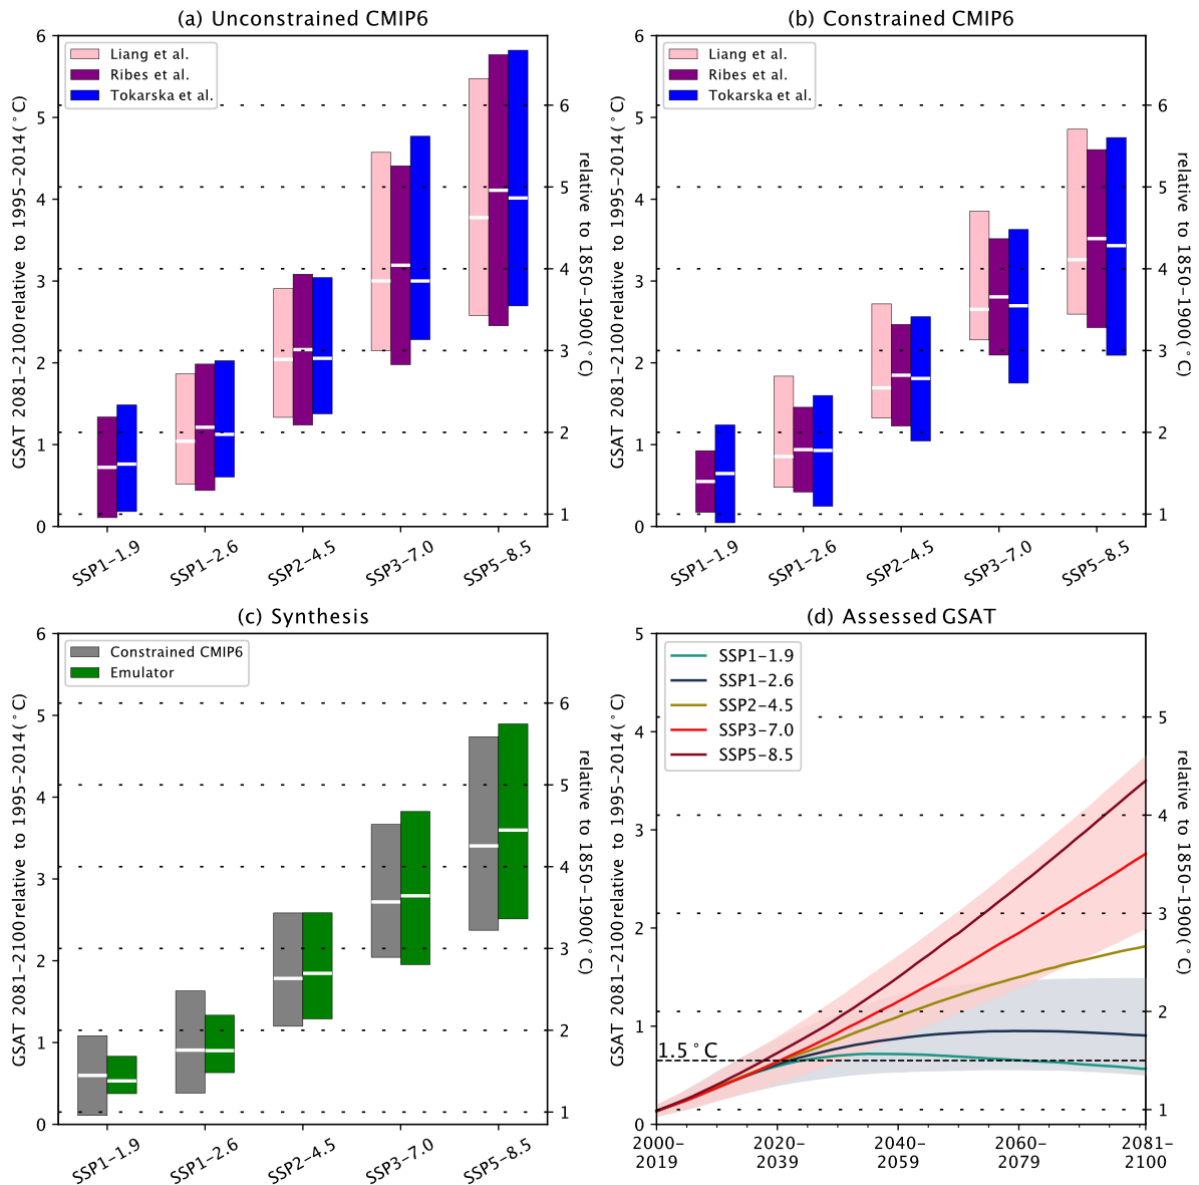 (a) Unconstrained CMIP6
Liang et al.
Ribes et al.
Tokarska et al.
GSAT 2081–2100relative to 1995–2014(°C)
6
5
4
3
2
1
0
6
5
4
3
2
1
relative to 1850–1900(°C)
SSP1–1.9
SSP1–2.6
SSP2–4.5
SSP3–7.0
SSP5–8.5
(b) Constrained CMIP6
Liang et al.
Ribes et al.
Tokarska et al.
GSAT 2081–2100relative to 1995–2014(°C)
6
5
4
3
2
1
0
6
5
4
3
2
1
relative to 1850–1900(°C)
SSP1–1.9
SSP1–2.6
SSP2–4.5
SSP3–7.0
SSP5–8.5
(c) Synthesis
Constrained CMIP6
Emulator
GSAT 2081–2100relative to 1995–2014(°C)
6
5
4
3
2
1
0
6
5
4
3
2
1
relative to 1850–1900(°C)
SSP1–1.9
SSP1–2.6
SSP2–4.5
SSP3–7.0
SSP5–8.5
(d) Assessed GSAT
SSP1–1.9
SSP1–2.6
SSP2–4.5
SSP3–7.0
SSP5–8.5
GSAT 2081–2100relative to 1995–2014(°C)
5
4
3
2
1
0
1.5°C
5
4
3
2
1
relative to 1850–1900(°C)
2000–
2019
2020–
2039
2040–
2059
2060–
2079
2081–
2100